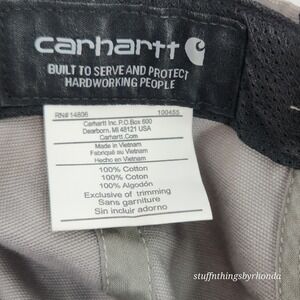 carhartt
BUILT TO SERVE AND PROTECT
HARDWORKING PEOPLE
RN# 14806 100455
Carhartt Inc. P.O.Box 600
Dearborn, MI 48121 USA
Carhartt.Com
Made in Vietnam
Fabriqué au Vietnam
Hecho en Vietnam
100% Cotton
100% Coton
100% Algodón
Exclusive of trimming
Sans garniture
Sin incluir adorno
stuffnthingsbyrhonda